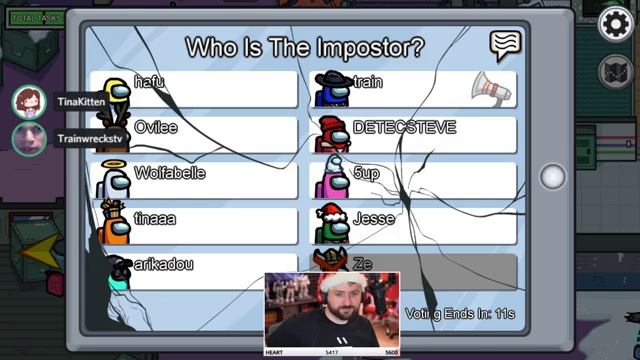 TOTAL TASKS
Who Is The Impostor?
hafu
train
TinaKitten
Ovilee
DETECSTEVE
Trainwreckstv
Wolfabelle
5up
tinaaa
Jesse
arikadou
Ze
Voting Ends In: 11s
HEART 5417 5600